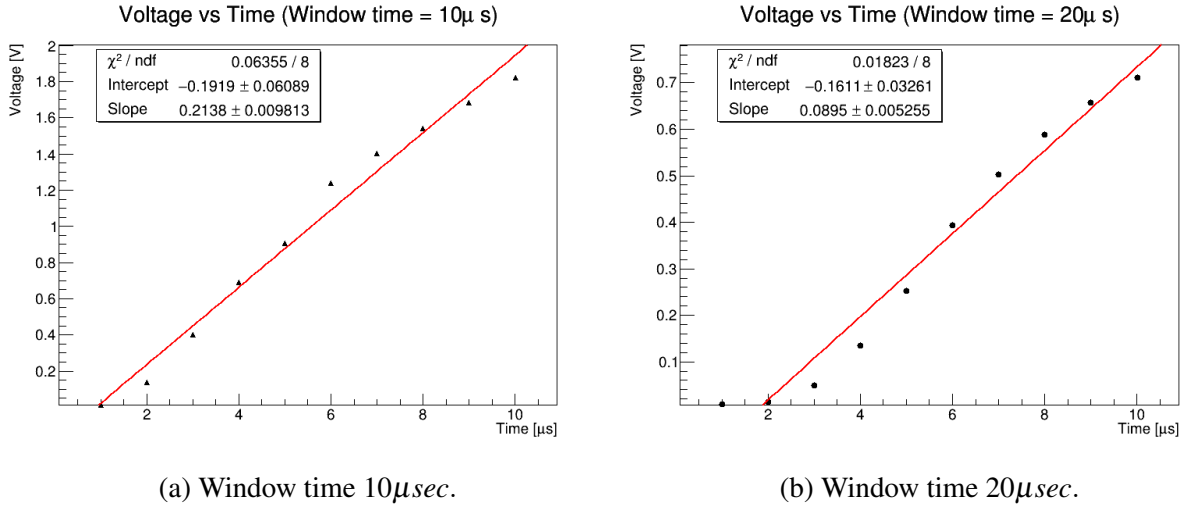 Voltage vs Time (Window time = 10μ s)
Voltage [V]
χ² / ndf 0.06355 / 8
Intercept −0.1919 ± 0.06089
Slope 0.2138 ± 0.009813
2
1.8
1.6
1.4
1.2
1
0.8
0.6
0.4
0.2
2 4 6 8 10
Time [μs]
(a) Window time 10μsec.
Voltage vs Time (Window time = 20μ s)
Voltage [V]
χ² / ndf 0.01823 / 8
Intercept −0.1611 ± 0.03261
Slope 0.0895 ± 0.005255
0.7
0.6
0.5
0.4
0.3
0.2
0.1
2 4 6 8 10
Time [μs]
(b) Window time 20μsec.